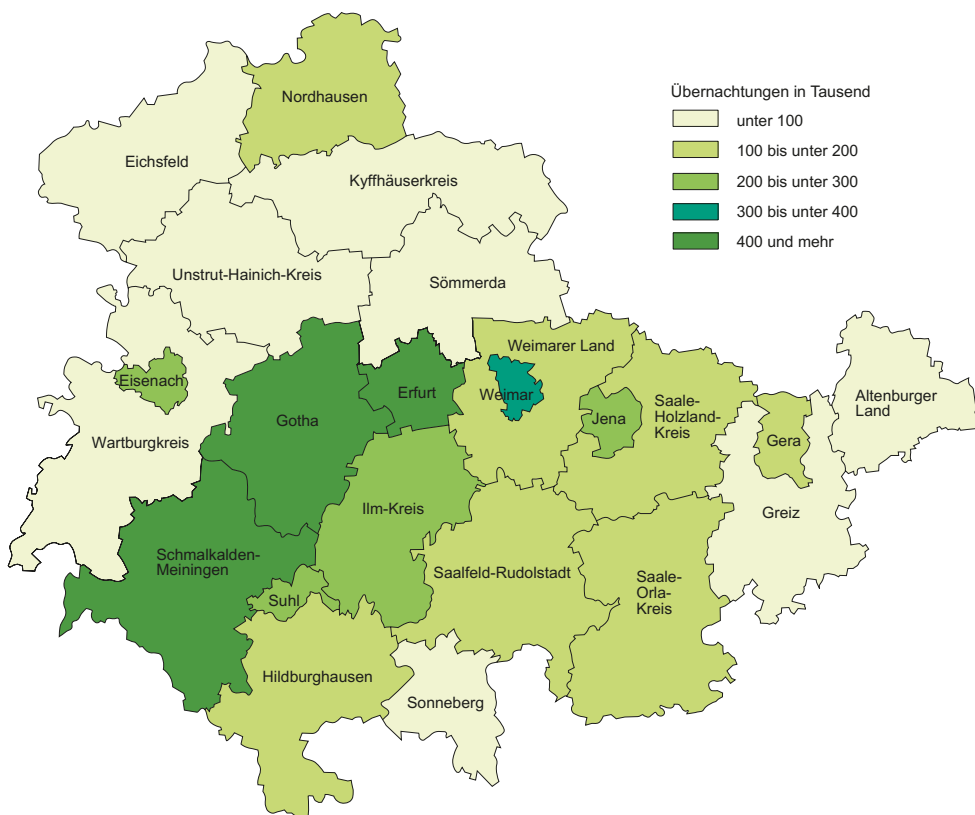 Übernachtungen in Tausend
unter 100
100 bis unter 200
200 bis unter 300
300 bis unter 400
400 und mehr
Nordhausen
Eichsfeld
Kyffhäuserkreis
Unstrut-Hainich-Kreis
Sömmerda
Weimarer Land
Eisenach
Weimar
Erfurt
Gotha
Jena
Saale-
Holzland-
Kreis
Altenburger
Land
Wartburgkreis
Gera
Greiz
Ilm-Kreis
Schmalkalden-
Meiningen
Saalfeld-Rudolstadt
Saale-
Orla-
Kreis
Suhl
Hildburghausen
Sonneberg